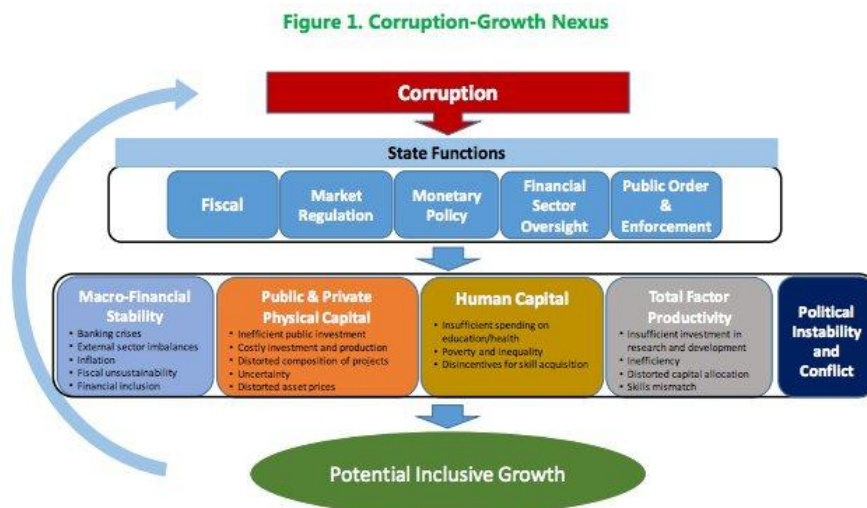 Figure 1. Corruption-Growth Nexus
Corruption
State Functions
Fiscal
Market
Regulation
Monetary
Policy
Financial
Sector
Oversight
Public Order
&
Enforcement
Macro-Financial
Stability
• Banking crises
• External sector imbalances
• Inflation
• Fiscal unsustainability
• Financial inclusion
Public & Private
Physical Capital
• Inefficient public investment
• Costly investment and production
• Distorted composition of projects
• Uncertainty
• Distorted asset prices
Human Capital
• Insufficient spending on
education/health
• Poverty and inequality
• Disincentives for skill acquisition
Total Factor
Productivity
• Insufficient investment in
research and development
• Inefficiency
• Distorted capital allocation
• Skills mismatch
Political
Instability
and
Conflict
Potential Inclusive Growth